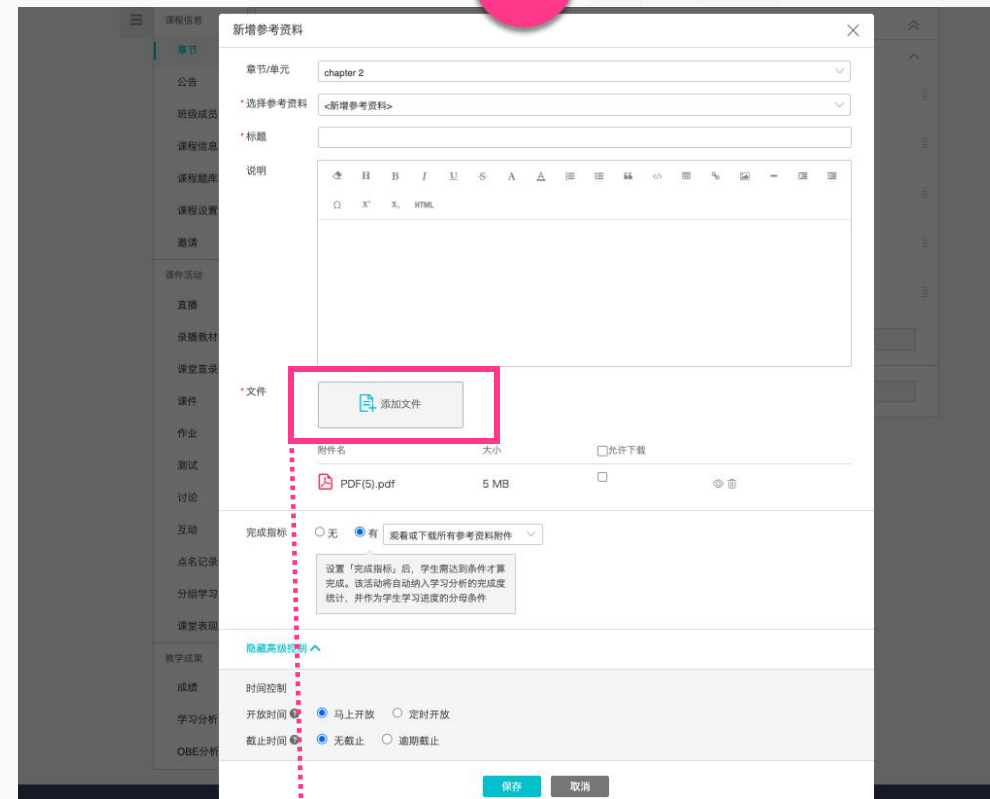 课程信息
新增参考资料
章节
章节/单元
chapter 2
公告
*选择参考资料
<新增参考资料>
班级成员
*标题
课程信息
说明
H B I U S A A </> HTML
Ω X² X₂
课程题库
课程设置
邀请
课件活动
直播
录播教材
课堂直录
*文件
添加文件
课件
作业
附件名 大小 允许下载
测试
PDF(5).pdf 5 MB
讨论
互动
完成指标 无 有 观看或下载所有参考资料附件
点名记录
设置「完成指标」后，学生需达到条件才算
完成。该活动将自动纳入学习分析的完成度
统计，并作为学生学习进度的分母条件
分组学习
课堂表现
隐藏高级控制
教学成果
成绩
时间控制
学习分析
开放时间 马上开放 定时开放
截止时间 无截止 逾期截止
OBE分析
保存 取消